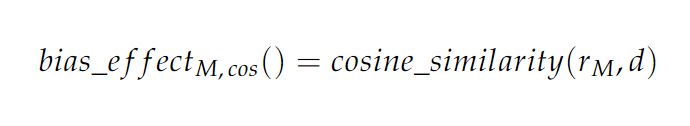 bias_effect_{M,cos}() = cosine_similarity(r_M, d)